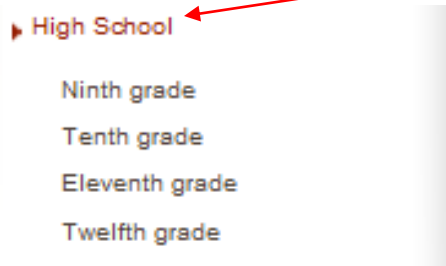 High School
Ninth grade
Tenth grade
Eleventh grade
Twelfth grade